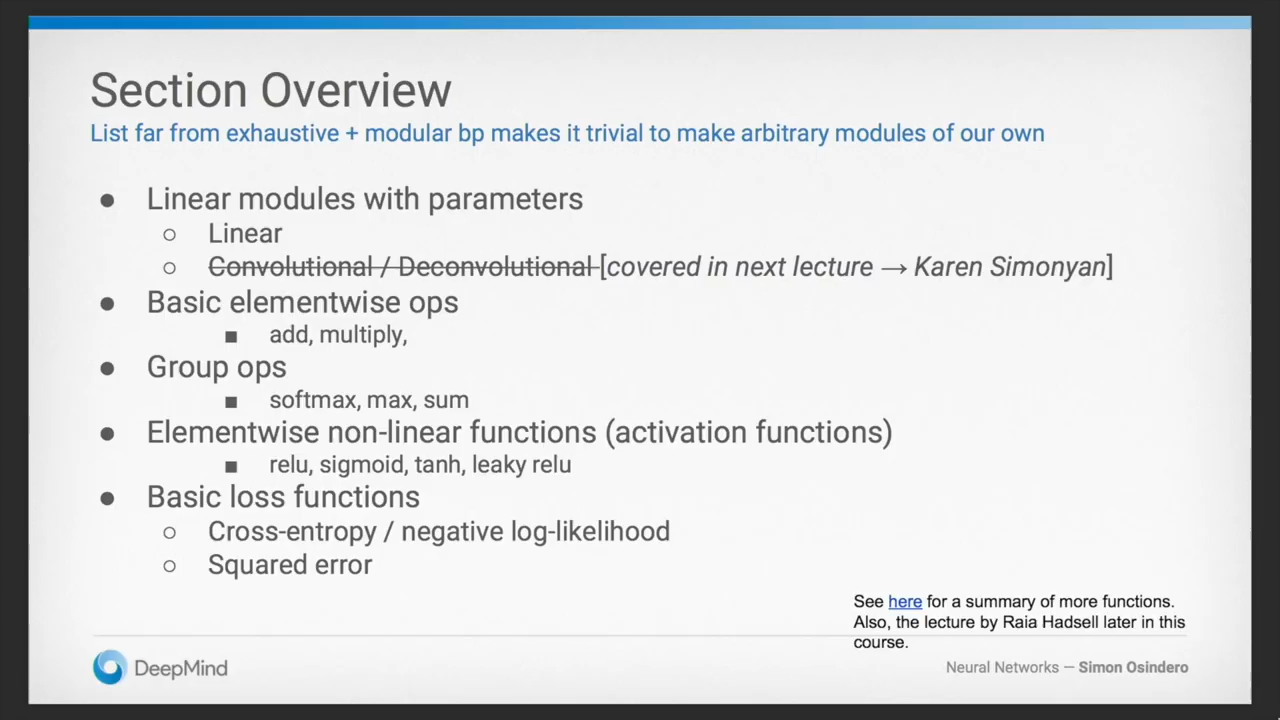 Section Overview
List far from exhaustive + modular bp makes it trivial to make arbitrary modules of our own
● Linear modules with parameters
○ Linear
○ Convolutional / Deconvolutional [covered in next lecture → Karen Simonyan]
● Basic elementwise ops
■ add, multiply,
● Group ops
■ softmax, max, sum
● Elementwise non-linear functions (activation functions)
■ relu, sigmoid, tanh, leaky relu
● Basic loss functions
○ Cross-entropy / negative log-likelihood
○ Squared error
See here for a summary of more functions.
Also, the lecture by Raia Hadsell later in this
course.
DeepMind
Neural Networks — Simon Osindero